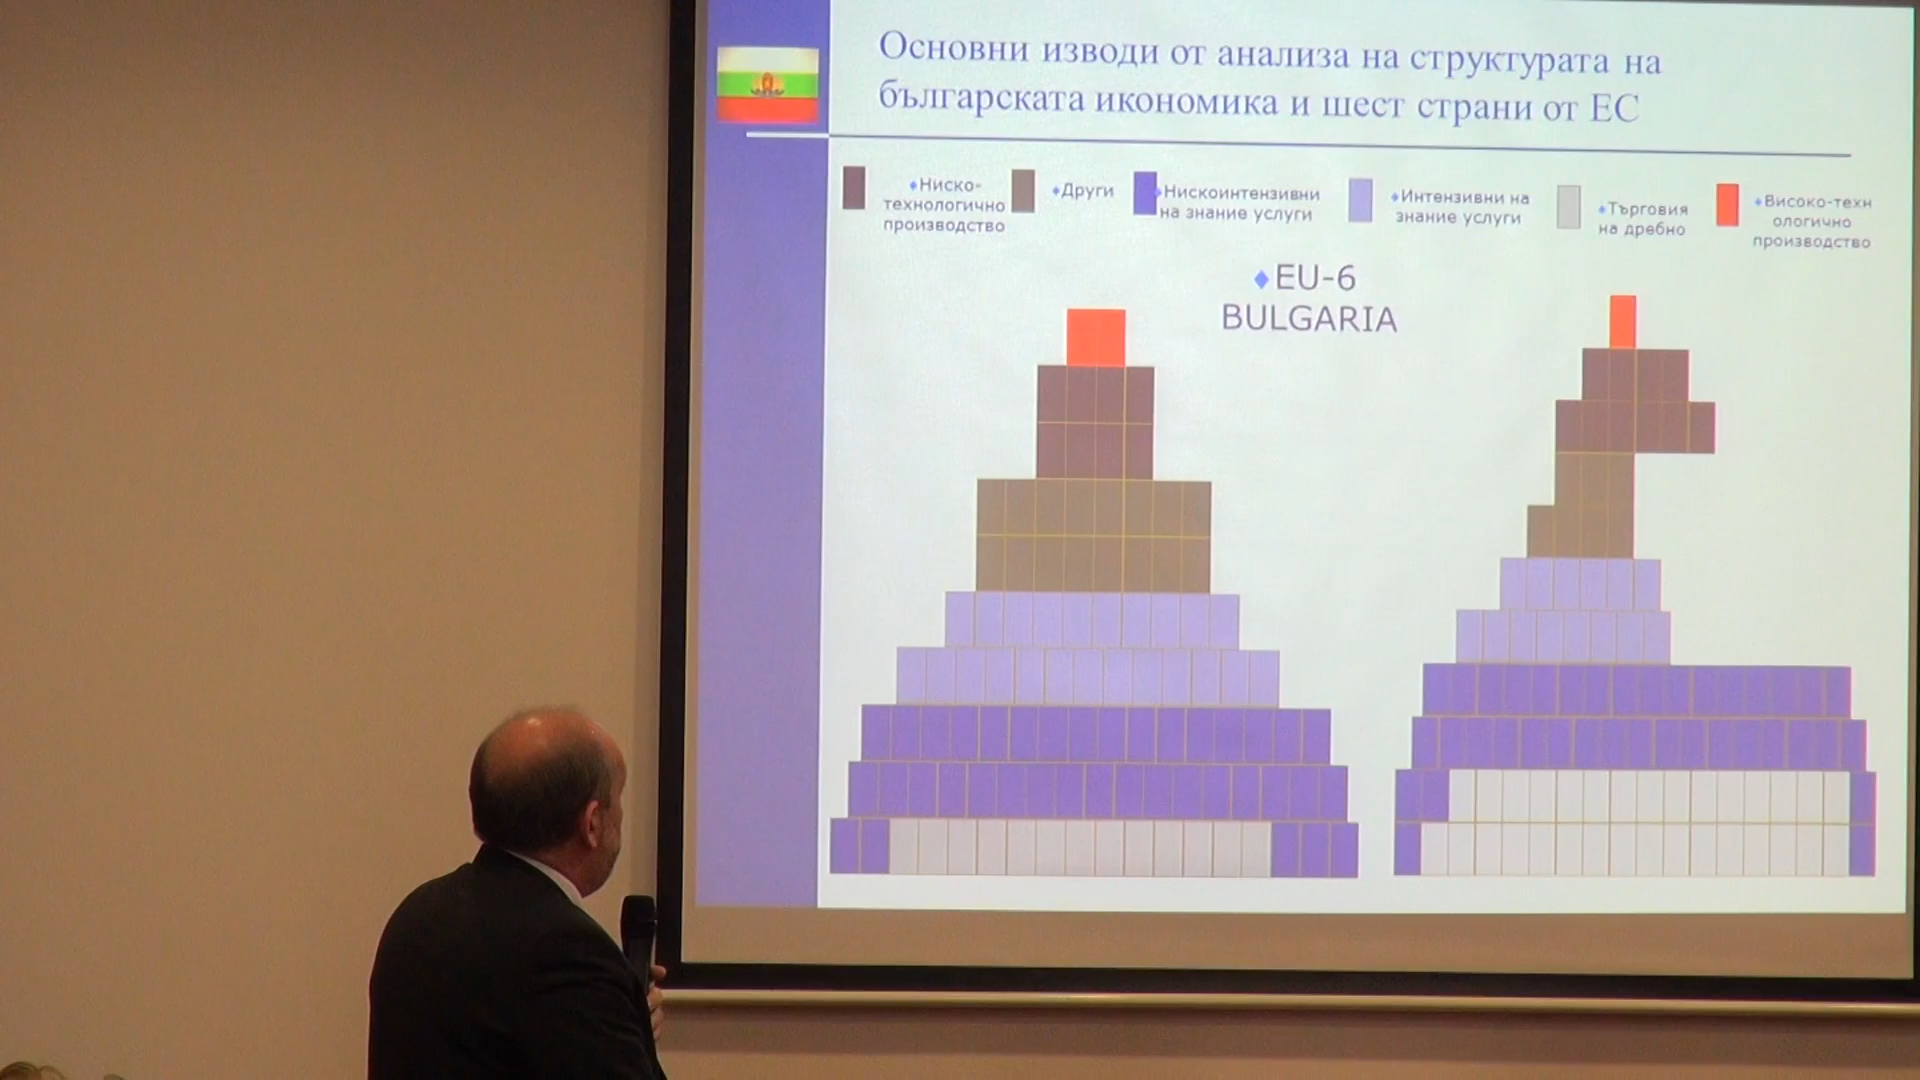 Основни изводи от анализа на структурата на
българската икономика и шест страни от ЕС
Ниско-
технологично
производство
Други
Нискоинтензивни
на знание услуги
Интензивни на
знание услуги
Търговия
на дребно
Високо-техн
ологично
производство
EU-6
BULGARIA